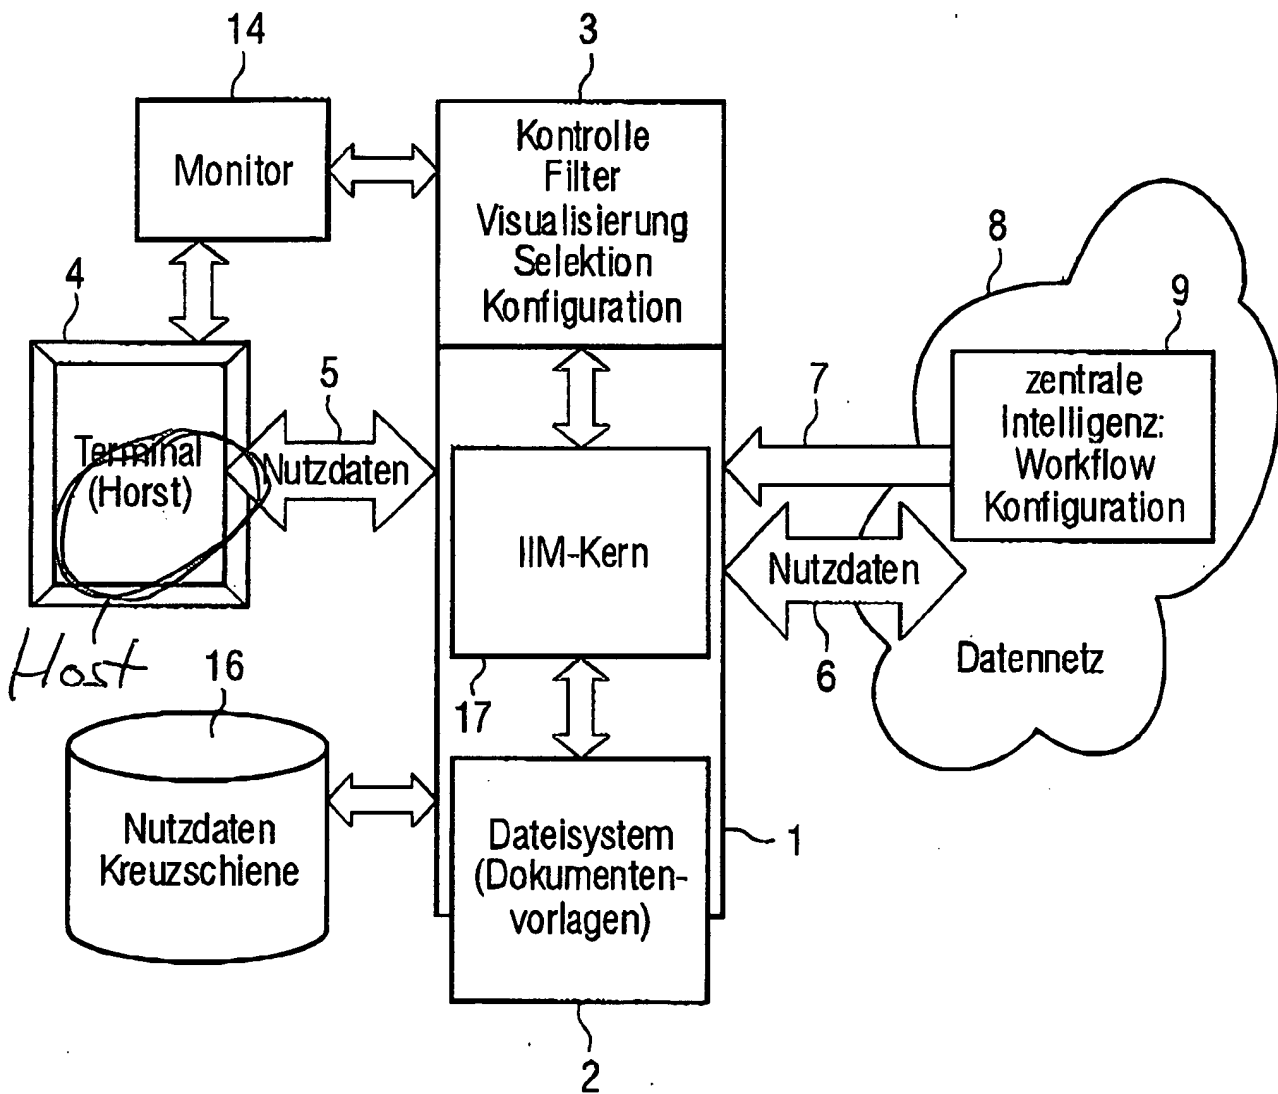 14
3
Monitor
Kontrolle
Filter
Visualisierung
Selektion
Konfiguration
8
9
4
zentrale
Intelligenz:
Workflow
Konfiguration
5
7
Terminal
(Horst)
Nutzdaten
IIM-Kern
Nutzdaten
6
Datennetz
Host
16
17
Nutzdaten
Kreuzschiene
Dateisystem
(Dokumenten-
vorlagen)
1
2